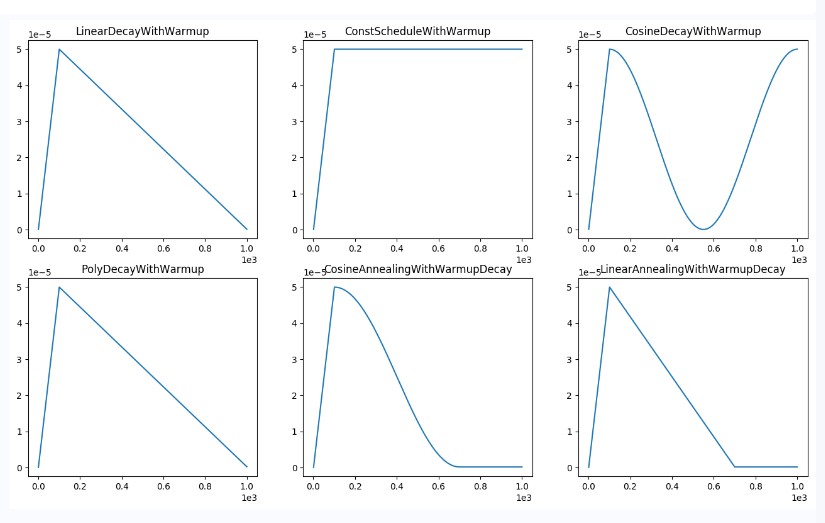 LinearDecayWithWarmup
1e−5
5
4
3
2
1
0
0.0 0.2 0.4 0.6 0.8 1.0
1e3
ConstScheduleWithWarmup
1e−5
5
4
3
2
1
0
0.0 0.2 0.4 0.6 0.8 1.0
1e3
CosineDecayWithWarmup
1e−5
5
4
3
2
1
0
0.0 0.2 0.4 0.6 0.8 1.0
1e3
PolyDecayWithWarmup
1e−5
5
4
3
2
1
0
0.0 0.2 0.4 0.6 0.8 1.0
1e3
CosineAnnealingWithWarmupDecay
1e−5
5
4
3
2
1
0
0.0 0.2 0.4 0.6 0.8 1.0
1e3
LinearAnnealingWithWarmupDecay
1e−5
5
4
3
2
1
0
0.0 0.2 0.4 0.6 0.8 1.0
1e3